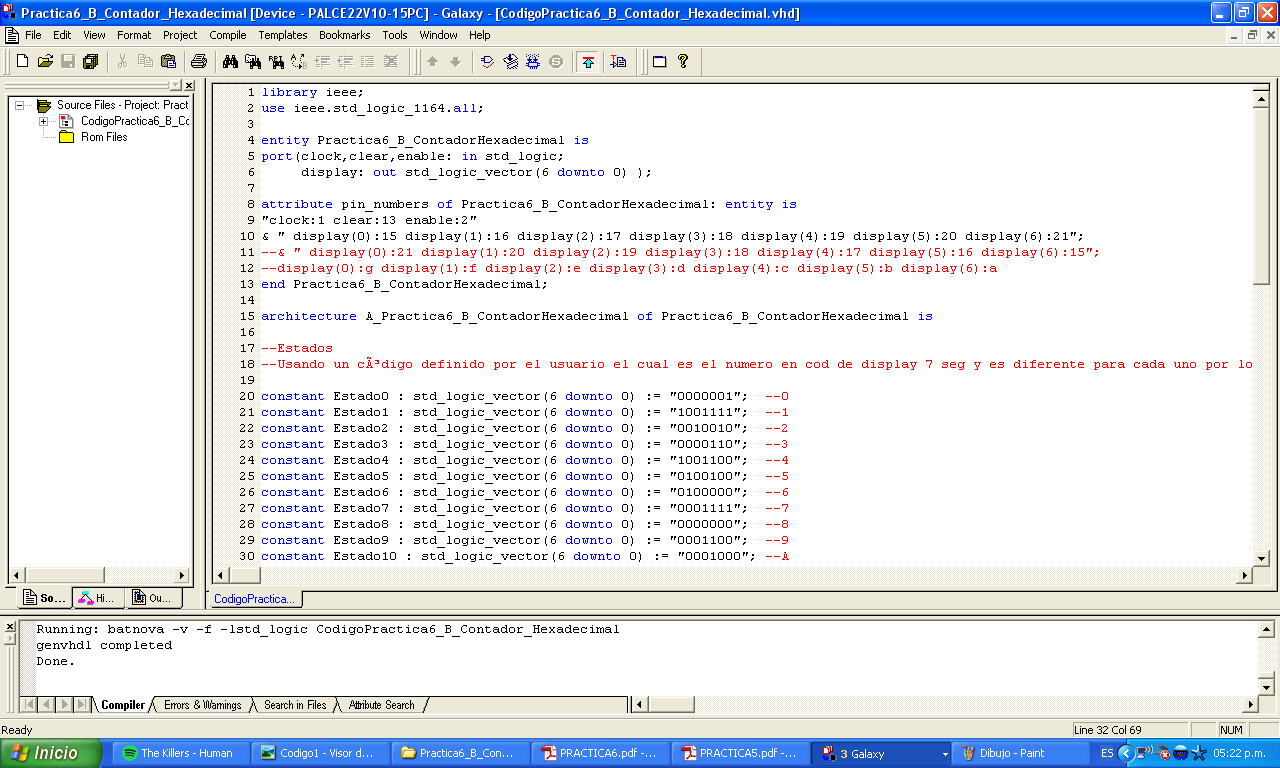 Practica6_B_Contador_Hexadecimal [Device - PALCE22V10-15PC] - Galaxy - [CodigoPractica6_B_Contador_Hexadecimal.vhd]
File Edit View Format Project Compile Templates Bookmarks Tools Window Help
Source Files - Project: Pract
CodigoPractica6_B_Co
Rom Files
1 library ieee;
2 use ieee.std_logic_1164.all;
3
4 entity Practica6_B_ContadorHexadecimal is
5 port(clock,clear,enable: in std_logic;
6 display: out std_logic_vector(6 downto 0) );
7
8 attribute pin_numbers of Practica6_B_ContadorHexadecimal: entity is
9 "clock:1 clear:13 enable:2"
10 & " display(0):15 display(1):16 display(2):17 display(3):18 display(4):19 display(5):20 display(6):21";
11 --& " display(0):21 display(1):20 display(2):19 display(3):18 display(4):17 display(5):16 display(6):15";
12 --display(0):g display(1):f display(2):e display(3):d display(4):c display(5):b display(6):a
13 end Practica6_B_ContadorHexadecimal;
14
15 architecture A_Practica6_B_ContadorHexadecimal of Practica6_B_ContadorHexadecimal is
16
17 --Estados
18 --Usando un cÃ³digo definido por el usuario el cual es el numero en cod de display 7 seg y es diferente para cada uno por lo
19
20 constant Estado0 : std_logic_vector(6 downto 0) := "0000001"; --0
21 constant Estado1 : std_logic_vector(6 downto 0) := "1001111"; --1
22 constant Estado2 : std_logic_vector(6 downto 0) := "0010010"; --2
23 constant Estado3 : std_logic_vector(6 downto 0) := "0000110"; --3
24 constant Estado4 : std_logic_vector(6 downto 0) := "1001100"; --4
25 constant Estado5 : std_logic_vector(6 downto 0) := "0100100"; --5
26 constant Estado6 : std_logic_vector(6 downto 0) := "0100000"; --6
27 constant Estado7 : std_logic_vector(6 downto 0) := "0001111"; --7
28 constant Estado8 : std_logic_vector(6 downto 0) := "0000000"; --8
29 constant Estado9 : std_logic_vector(6 downto 0) := "0001100"; --9
30 constant Estado10 : std_logic_vector(6 downto 0) := "0001000"; --A
So... Hi... Ou...
CodigoPractica...
Running: batnova -v -f -lstd_logic CodigoPractica6_B_Contador_Hexadecimal
genvhdl completed
Done.
Compiler Errors & Warnings Search in Files Attribute Search
Ready Line 32 Col 69 NUM
Inicio The Killers - Human Codigo1 - Visor d... Practica6_B_Con... PRACTICA6.pdf -... PRACTICA5.pdf -... 3 Galaxy Dibujo - Paint ES 05:22 p.m.